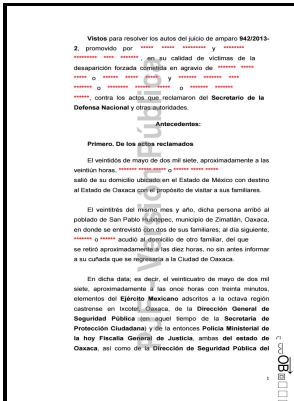 Vistos para resolver los autos del juicio de amparo 942/2013-
2, promovido por ***** ***** ********* y ********
********* **** *******, en su calidad de víctimas de la
desaparición forzada cometida en agravio de ******* *****
***** o ****** ***** ***** y ******* ******* ****
******* o ******** ****** ***** o ******* *******
******, contra los actos que reclamaron del Secretario de la
Defensa Nacional y otras autoridades.
Antecedentes:
Primero. De los actos reclamados
El veintidós de mayo de dos mil siete, aproximadamente a las
veintiún horas, ******* ***** ***** o ****** ***** *****
salió de su domicilio ubicado en el Estado de México con destino
al Estado de Oaxaca con el propósito de visitar a sus familiares.
El veintitrés del mismo mes y año, dicha persona arribó al
poblado de San Pablo Huixtepec, municipio de Zimatlán, Oaxaca,
en donde se entrevistó con dos de sus familiares; al día siguiente,
******* o ****** acudió al domicilio de otro familiar, del que
se retiró aproximadamente a las diez horas, no sin antes informar
a su cuñada que se regresaría a la Ciudad de Oaxaca.
En dicha data; es decir, el veinticuatro de mayo de dos mil
siete, aproximadamente a las once horas con treinta minutos,
elementos del Ejército Mexicano adscritos a la octava región
castrense en Ixcotel, Oaxaca, de la Dirección General de
Seguridad Pública (en aquel tiempo de la Secretaría de
Protección Ciudadana) y de la entonces Policía Ministerial de
la hoy Fiscalía General de Justicia, ambas del estado de
Oaxaca, así como de la Dirección de Seguridad Pública del
PJF - Versión Pública
1